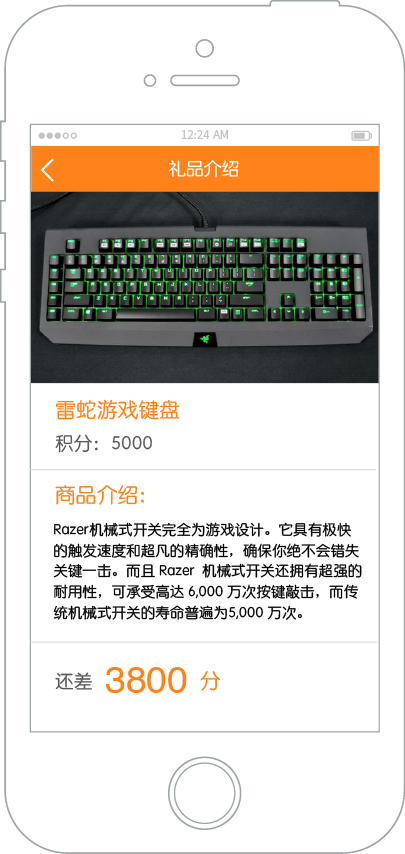 12:24 AM
礼品介绍
雷蛇游戏键盘
积分：5000
商品介绍:
Razer机械式开关完全为游戏设计。它具有极快
的触发速度和超凡的精确性，确保你绝不会错失
关键一击。而且 Razer 机械式开关还拥有超强的
耐用性，可承受高达 6,000 万次按键敲击，而传
统机械式开关的寿命普遍为5,000 万次。
还差 3800 分